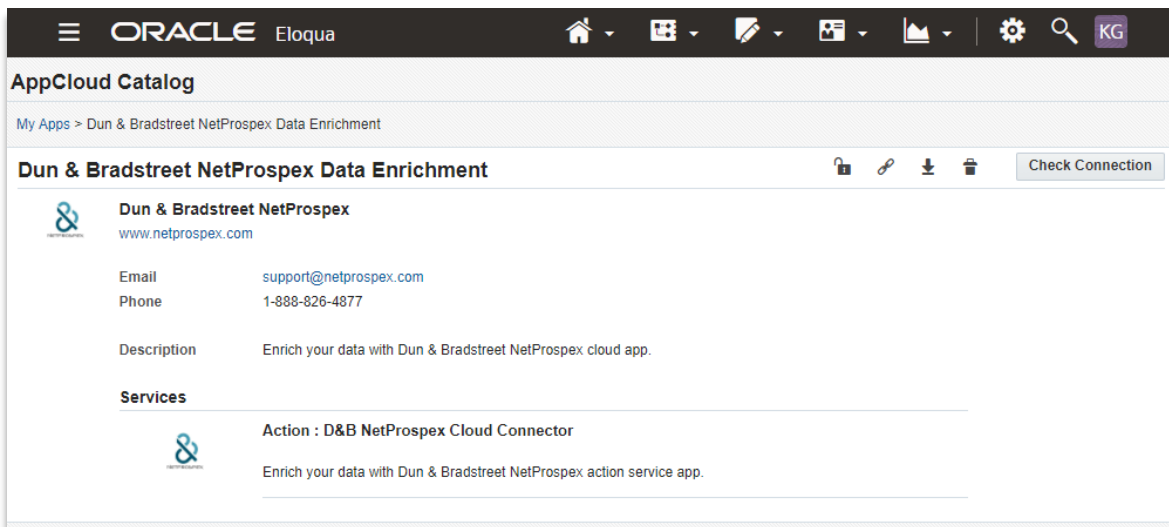 ORACLE Eloqua
KG
AppCloud Catalog
My Apps > Dun & Bradstreet NetProspex Data Enrichment
Dun & Bradstreet NetProspex Data Enrichment
Check Connection
Dun & Bradstreet NetProspex
www.netprospex.com
Email support@netprospex.com
Phone 1-888-826-4877
Description Enrich your data with Dun & Bradstreet NetProspex cloud app.
Services
Action : D&B NetProspex Cloud Connector
Enrich your data with Dun & Bradstreet NetProspex action service app.